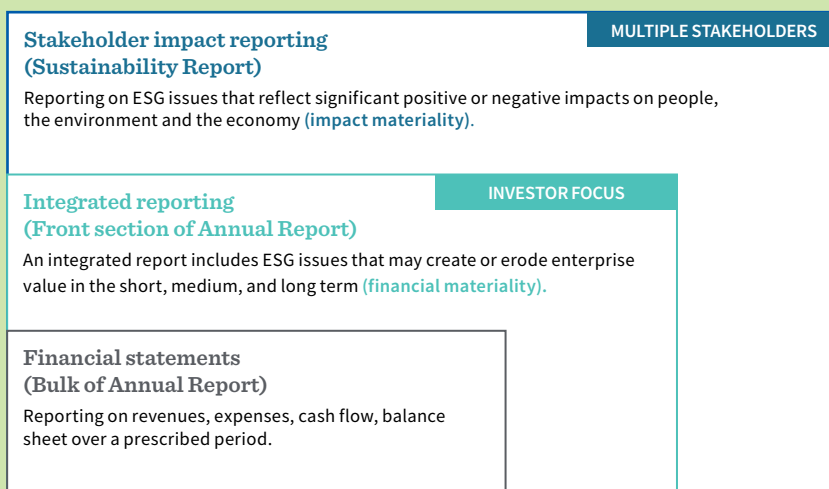 MULTIPLE STAKEHOLDERS
Stakeholder impact reporting
(Sustainability Report)
Reporting on ESG issues that reflect significant positive or negative impacts on people,
the environment and the economy (impact materiality).
INVESTOR FOCUS
Integrated reporting
(Front section of Annual Report)
An integrated report includes ESG issues that may create or erode enterprise
value in the short, medium, and long term (financial materiality).
Financial statements
(Bulk of Annual Report)
Reporting on revenues, expenses, cash flow, balance
sheet over a prescribed period.